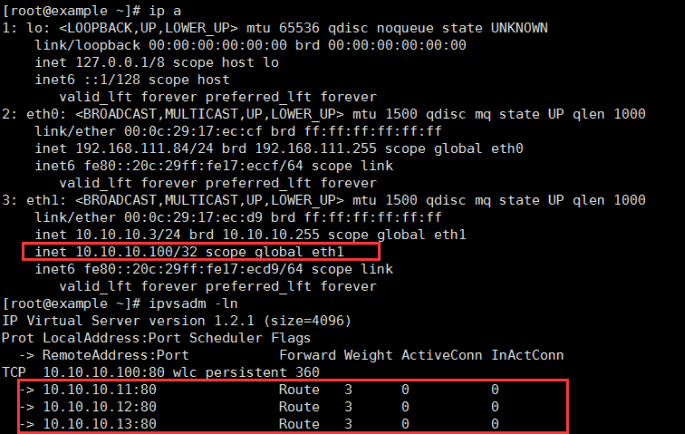 [root@example ~]# ip a
1: lo: <LOOPBACK,UP,LOWER_UP> mtu 65536 qdisc noqueue state UNKNOWN
    link/loopback 00:00:00:00:00:00 brd 00:00:00:00:00:00
    inet 127.0.0.1/8 scope host lo
    inet6 ::1/128 scope host
       valid_lft forever preferred_lft forever
2: eth0: <BROADCAST,MULTICAST,UP,LOWER_UP> mtu 1500 qdisc mq state UP qlen 1000
    link/ether 00:0c:29:17:ec:cf brd ff:ff:ff:ff:ff:ff
    inet 192.168.111.84/24 brd 192.168.111.255 scope global eth0
    inet6 fe80::20c:29ff:fe17:eccf/64 scope link
       valid_lft forever preferred_lft forever
3: eth1: <BROADCAST,MULTICAST,UP,LOWER_UP> mtu 1500 qdisc mq state UP qlen 1000
    link/ether 00:0c:29:17:ec:d9 brd ff:ff:ff:ff:ff:ff
    inet 10.10.10.3/24 brd 10.10.10.255 scope global eth1
    inet 10.10.10.100/32 scope global eth1
    inet6 fe80::20c:29ff:fe17:ecd9/64 scope link
       valid_lft forever preferred_lft forever
[root@example ~]# ipvsadm -ln
IP Virtual Server version 1.2.1 (size=4096)
Prot LocalAddress:Port Scheduler Flags
  -> RemoteAddress:Port           Forward Weight ActiveConn InActConn
TCP  10.10.10.100:80 wlc persistent 360
  -> 10.10.10.11:80               Route   3      0          0
  -> 10.10.10.12:80               Route   3      0          0
  -> 10.10.10.13:80               Route   3      0          0